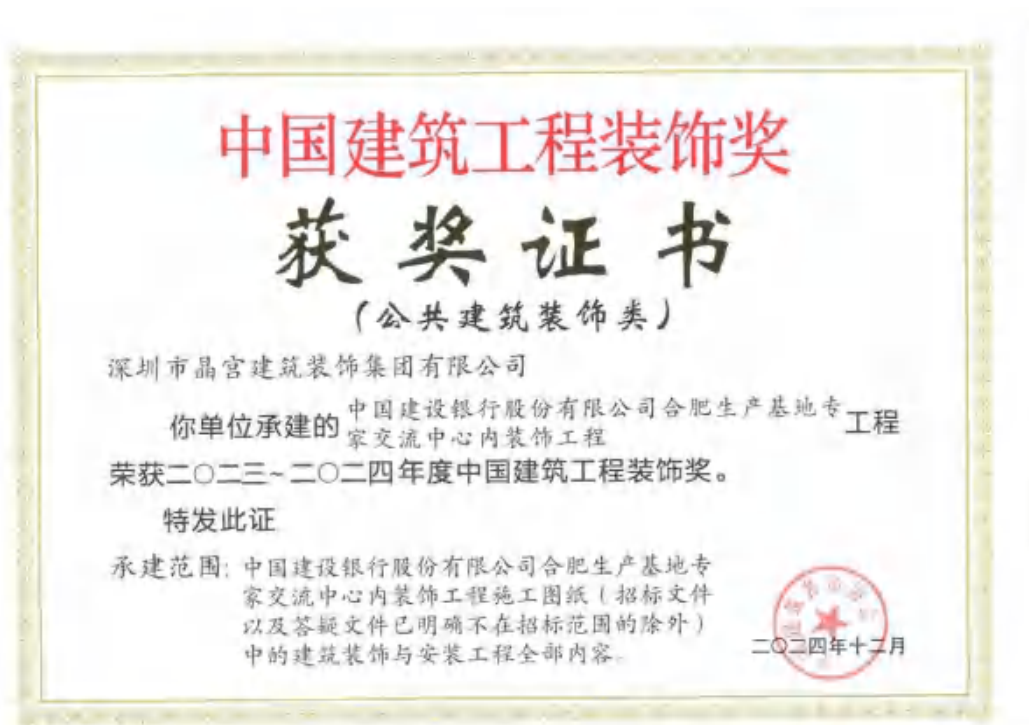 中国建筑工程装饰奖
获奖证书
(公共建筑装饰类)
深圳市晶宫建筑装饰集团有限公司
你单位承建的 中国建设银行股份有限公司合肥生产基地专
家交流中心内装饰工程 工程
荣获二〇二三~二〇二四年度中国建筑工程装饰奖。
特发此证
承建范围: 中国建设银行股份有限公司合肥生产基地专
家交流中心内装饰工程施工图纸(招标文件
以及答疑文件已明确不在招标范围的除外)
中的建筑装饰与安装工程全部内容。
二〇二四年十二月